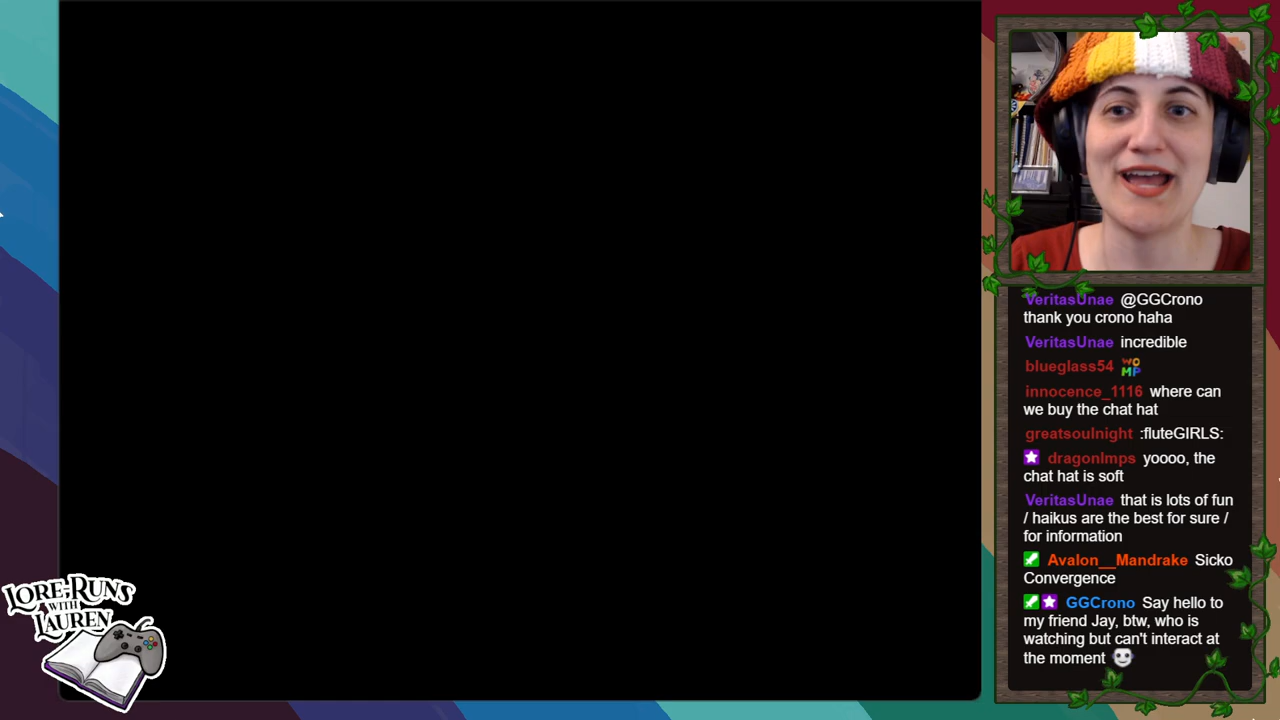 VeritasUnae @GGCrono
thank you crono haha
VeritasUnae incredible
blueglass54 WOMP
innocence_1116 where can
we buy the chat hat
greatsoulnight :fluteGIRLS:
dragonlmps yoooo, the
chat hat is soft
VeritasUnae that is lots of fun
/ haikus are the best for sure /
for information
Avalon__Mandrake Sicko
Convergence
GGCrono Say hello to
my friend Jay, btw, who is
watching but can't interact at
the moment
LORE-RUNS
WITH
LAUREN